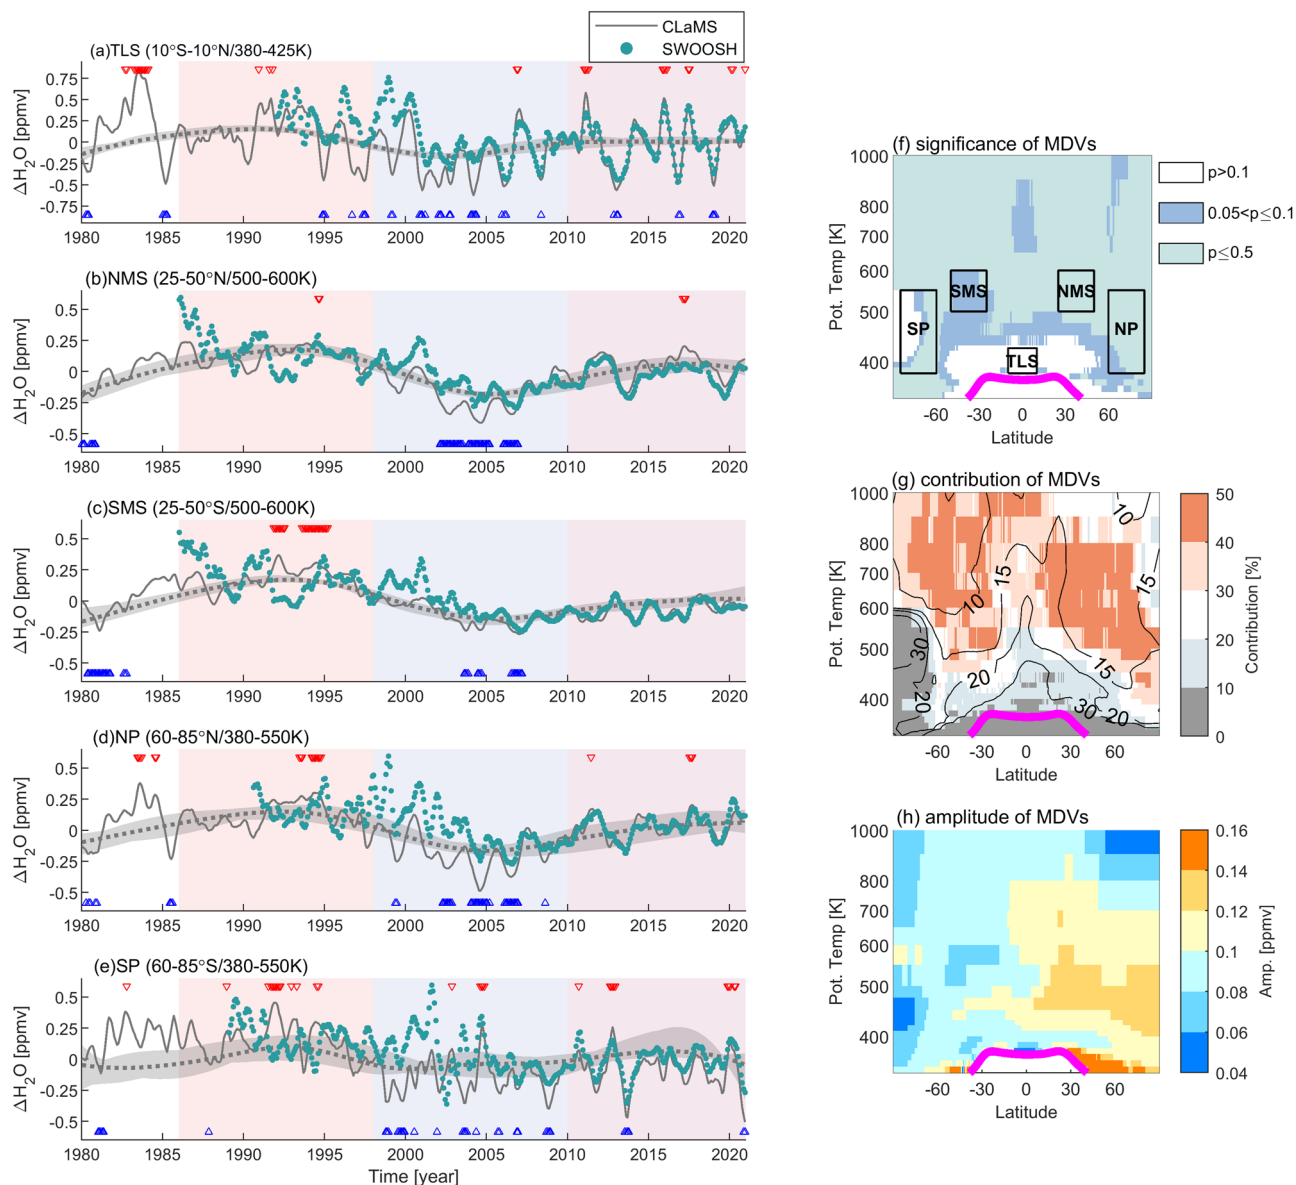 CLaMS
SWOOSH
(a)TLS (10°S-10°N/380-425K)
ΔH2O [ppmv]
0.75
0.5
0.25
0
-0.25
-0.5
-0.75
1980 1985 1990 1995 2000 2005 2010 2015 2020
(b)NMS (25-50°N/500-600K)
ΔH2O [ppmv]
0.5
0.25
0
-0.25
-0.5
1980 1985 1990 1995 2000 2005 2010 2015 2020
(c)SMS (25-50°S/500-600K)
ΔH2O [ppmv]
0.5
0.25
0
-0.25
-0.5
1980 1985 1990 1995 2000 2005 2010 2015 2020
(d)NP (60-85°N/380-550K)
ΔH2O [ppmv]
0.5
0.25
0
-0.25
-0.5
1980 1985 1990 1995 2000 2005 2010 2015 2020
(e)SP (60-85°S/380-550K)
ΔH2O [ppmv]
0.5
0.25
0
-0.25
-0.5
1980 1985 1990 1995 2000 2005 2010 2015 2020
Time [year]
(f) significance of MDVs
Pot. Temp [K]
1000
800
700
600
500
400
SP SMS TLS NMS NP
-60 -30 0 30 60
Latitude
p>0.1
0.05<p≤0.1
p≤0.5
(g) contribution of MDVs
Pot. Temp [K]
1000
800
700
600
500
400
10
15
10
15
30
20
15
20
30
20
-60 -30 0 30 60
Latitude
50
40
30
20
10
0
Contribution [%]
(h) amplitude of MDVs
Pot. Temp [K]
1000
800
700
600
500
400
-60 -30 0 30 60
Latitude
0.16
0.14
0.12
0.1
0.08
0.06
0.04
Amp. [ppmv]